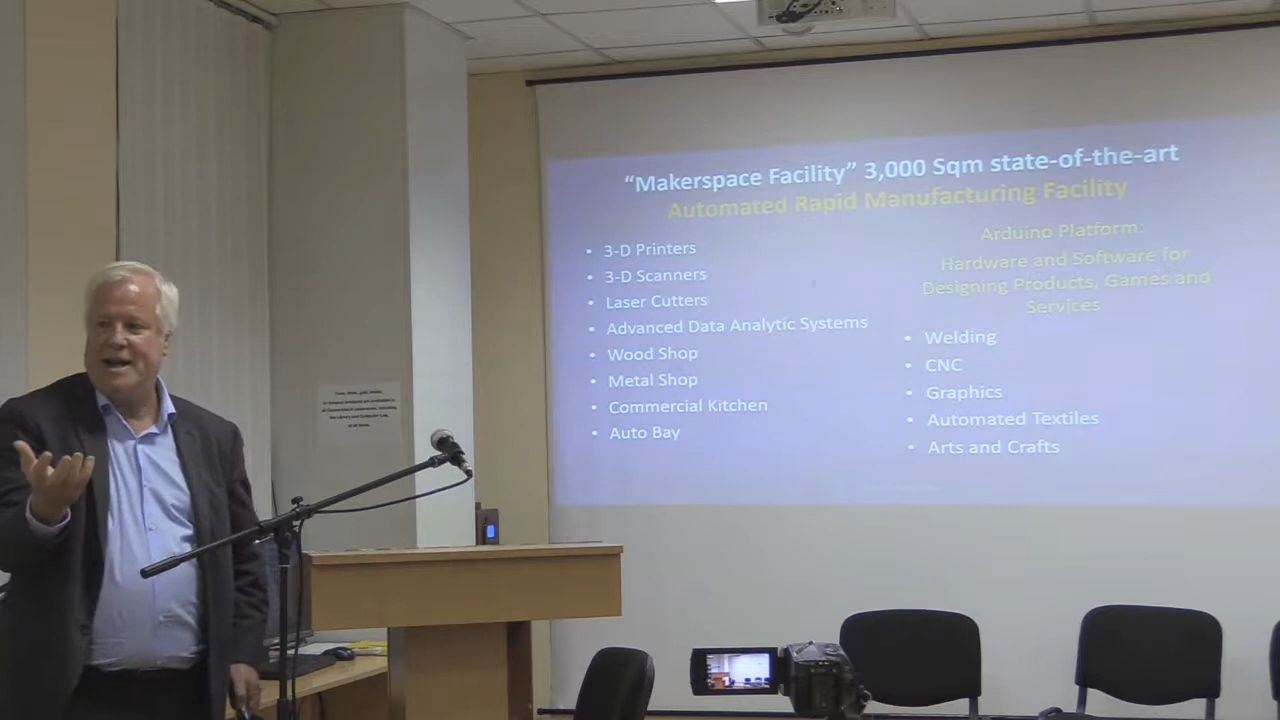 “Makerspace Facility” 3,000 Sqm state-of-the-art
Automated Rapid Manufacturing Facility
• 3-D Printers
• 3-D Scanners
• Laser Cutters
• Advanced Data Analytic Systems
• Wood Shop
• Metal Shop
• Commercial Kitchen
• Auto Bay
Arduino Platform:
Hardware and Software for
Designing Products, Games and
Services
• Welding
• CNC
• Graphics
• Automated Textiles
• Arts and Crafts